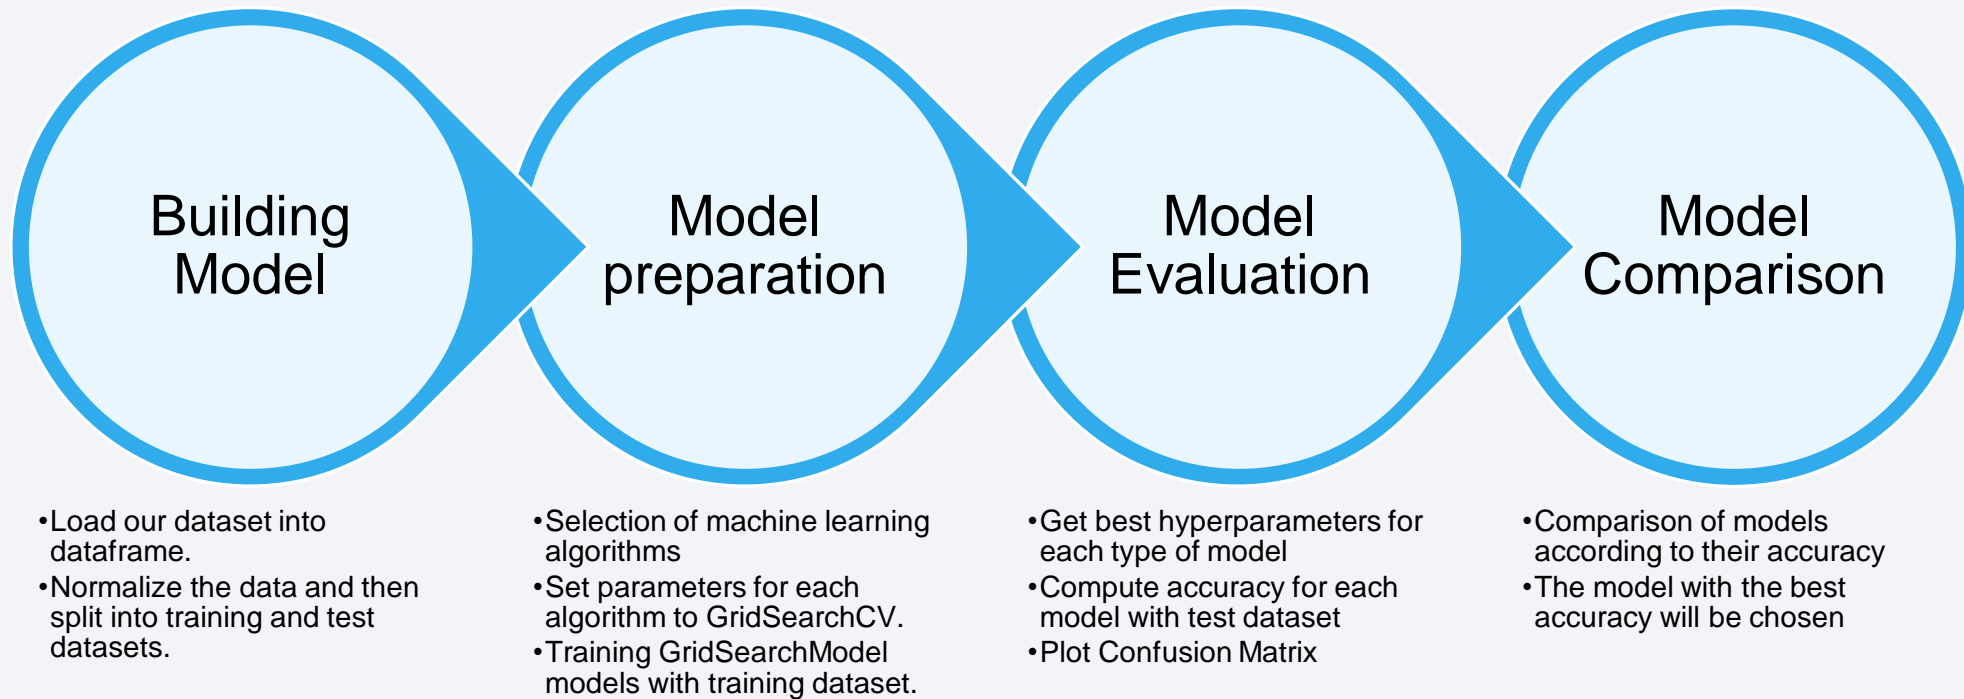 Building
Model
•Load our dataset into
dataframe.
•Normalize the data and then
split into training and test
datasets.
Model
preparation
•Selection of machine learning
algorithms
•Set parameters for each
algorithm to GridSearchCV.
•Training GridSearchModel
models with training dataset.
Model
Evaluation
•Get best hyperparameters for
each type of model
•Compute accuracy for each
model with test dataset
•Plot Confusion Matrix
Model
Comparison
•Comparison of models
according to their accuracy
•The model with the best
accuracy will be chosen